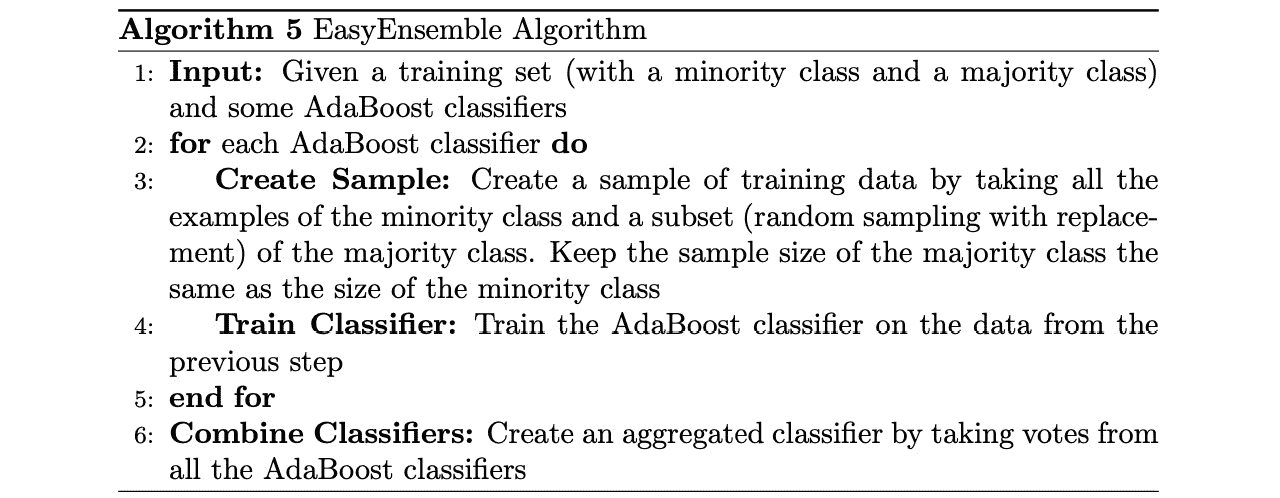 Algorithm 5 EasyEnsemble Algorithm
1: Input: Given a training set (with a minority class and a majority class)
and some AdaBoost classifiers
2: for each AdaBoost classifier do
3: Create Sample: Create a sample of training data by taking all the
examples of the minority class and a subset (random sampling with replace-
ment) of the majority class. Keep the sample size of the majority class the
same as the size of the minority class
4: Train Classifier: Train the AdaBoost classifier on the data from the
previous step
5: end for
6: Combine Classifiers: Create an aggregated classifier by taking votes from
all the AdaBoost classifiers